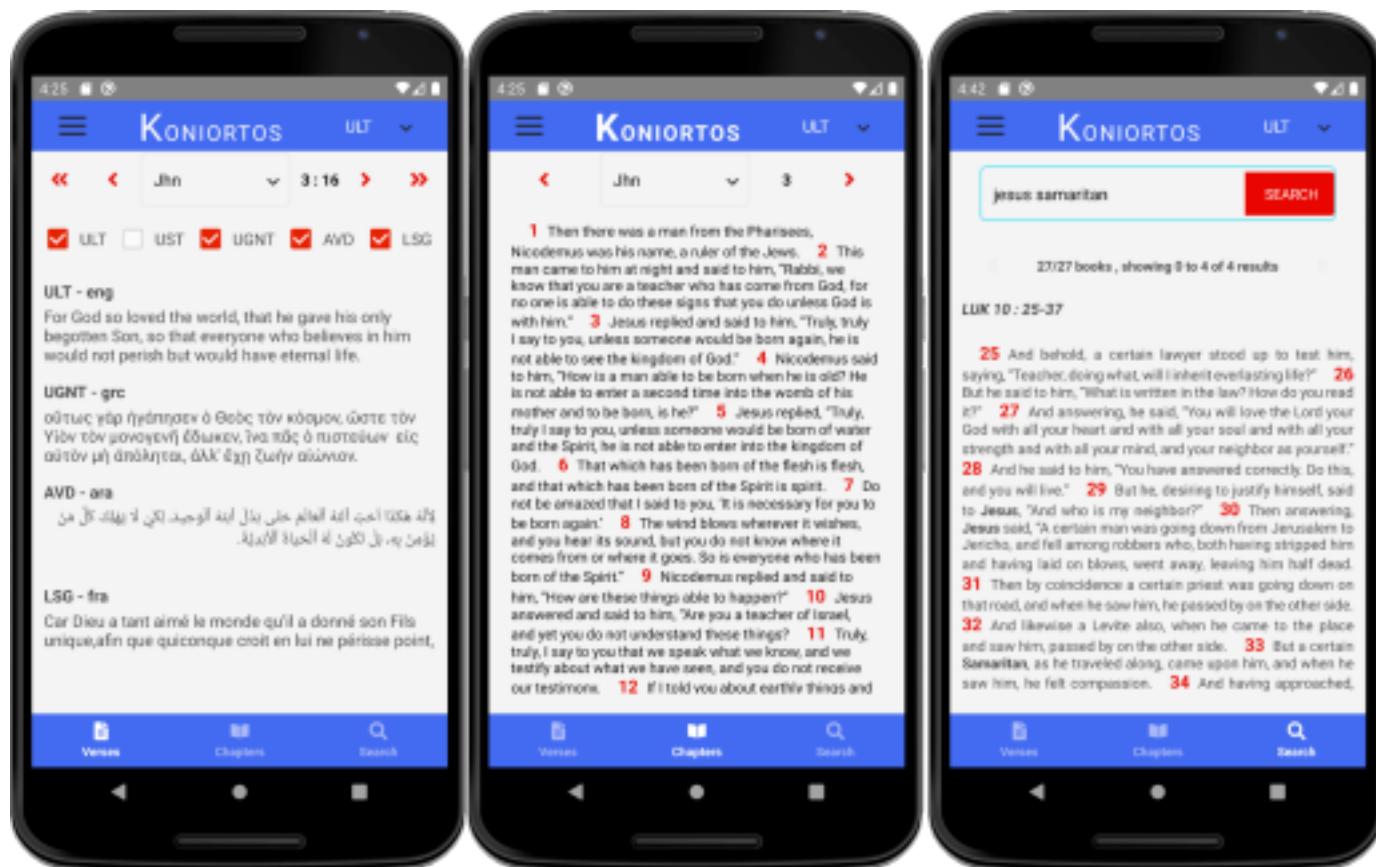 4:25
KONIORTOS
ULT
Jhn
3:16
ULT
UST
UGNT
AVD
LSG
ULT - eng
For God so loved the world, that he gave his only
begotten Son, so that everyone who believes in him
would not perish but would have eternal life.
UGNT - grc
οὕτως γὰρ ἠγάπησεν ὁ Θεὸς τὸν κόσμον, ὥστε τὸν
Υἱὸν τὸν μονογενῆ ἔδωκεν, ἵνα πᾶς ὁ πιστεύων εἰς
αὐτὸν μὴ ἀπόληται, ἀλλ’ ἔχῃ ζωὴν αἰώνιον.
AVD - ara
لِأَنَّهُ هَكَذَا أَحَبَّ ٱللهُ ٱلْعَالَمَ حَتَّى بَذَلَ ٱبْنَهُ ٱلْوَحِيدَ، لِكَيْ لَا يَهْلِكَ كُلُّ مَنْ
يُؤْمِنُ بِهِ، بَلْ تَكُونُ لَهُ ٱلْحَيَاةُ ٱلْأَبَدِيَّةُ.
LSG - fra
Car Dieu a tant aimé le monde qu'il a donné son Fils
unique,afin que quiconque croit en lui ne périsse point,
Verses
Chapters
Search
4:25
KONIORTOS
ULT
Jhn
3
1 Then there was a man from the Pharisees,
Nicodemus was his name, a ruler of the Jews. 2 This
man came to him at night and said to him, "Rabbi, we
know that you are a teacher who has come from God, for
no one is able to do these signs that you do unless God is
with him." 3 Jesus replied and said to him, "Truly, truly
I say to you, unless someone would be born again, he is
not able to see the kingdom of God." 4 Nicodemus said
to him, "How is a man able to be born when he is old? He
is not able to enter a second time into the womb of his
mother and to be born, is he?" 5 Jesus replied, "Truly,
truly I say to you, unless someone would be born of water
and the Spirit, he is not able to enter into the kingdom of
God. 6 That which has been born of the flesh is flesh,
and that which has been born of the Spirit is spirit. 7 Do
not be amazed that I said to you, 'It is necessary for you to
be born again.' 8 The wind blows wherever it wishes,
and you hear its sound, but you do not know where it
comes from or where it goes. So is everyone who has been
born of the Spirit." 9 Nicodemus replied and said to
him, "How are these things able to happen?" 10 Jesus
answered and said to him, "Are you a teacher of Israel,
and yet you do not understand these things? 11 Truly,
truly, I say to you that we speak what we know, and we
testify about what we have seen, and you do not receive
our testimony. 12 If I told you about earthly things and
Verses
Chapters
Search
4:42
KONIORTOS
ULT
jesus samaritan
SEARCH
27/27 books , showing 0 to 4 of 4 results
LUK 10 : 25-37
25 And behold, a certain lawyer stood up to test him,
saying, "Teacher, doing what, will I inherit everlasting life?" 26
But he said to him, "What is written in the law? How do you read
it?" 27 And answering, he said, "You will love the Lord your
God with all your heart and with all your soul and with all your
strength and with all your mind, and your neighbor as yourself."
28 And he said to him, "You have answered correctly. Do this,
and you will live." 29 But he, desiring to justify himself, said
to Jesus, "And who is my neighbor?" 30 Then answering,
Jesus said, "A certain man was going down from Jerusalem to
Jericho, and fell among robbers who, both having stripped him
and having laid on blows, went away, leaving him half dead.
31 Then by coincidence a certain priest was going down on
that road, and when he saw him, he passed by on the other side.
32 And likewise a Levite also, when he came to the place
and saw him, passed by on the other side. 33 But a certain
Samaritan, as he traveled along, came upon him, and when he
saw him, he felt compassion. 34 And having approached,
Verses
Chapters
Search